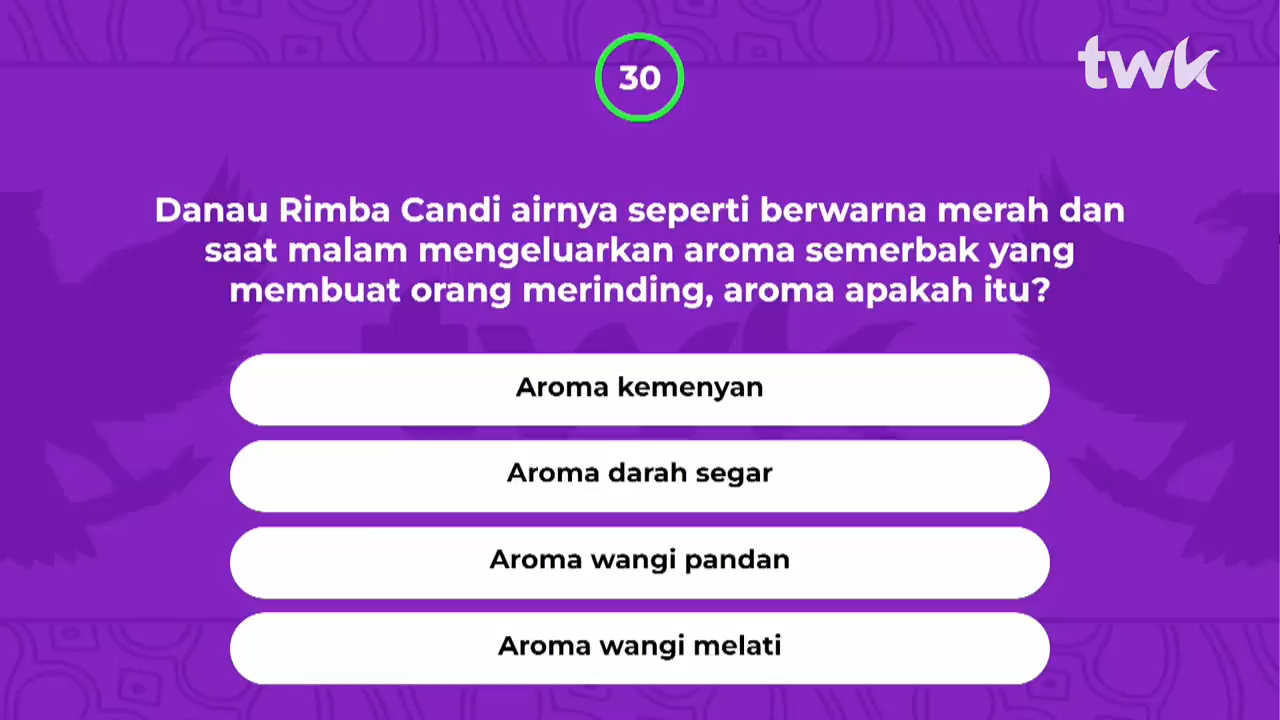 30
twk
Danau Rimba Candi airnya seperti berwarna merah dan
saat malam mengeluarkan aroma semerbak yang
membuat orang merinding, aroma apakah itu?
Aroma kemenyan
Aroma darah segar
Aroma wangi pandan
Aroma wangi melati